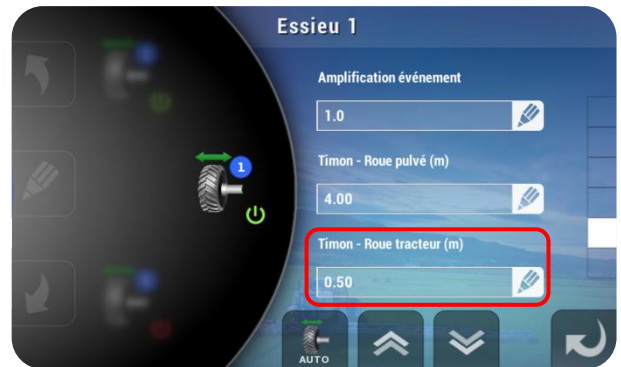 Essieu 1
Amplification événement
1.0
Timon - Roue pulvé (m)
1
4.00
Timon - Roue tracteur (m)
0.50
AUTO